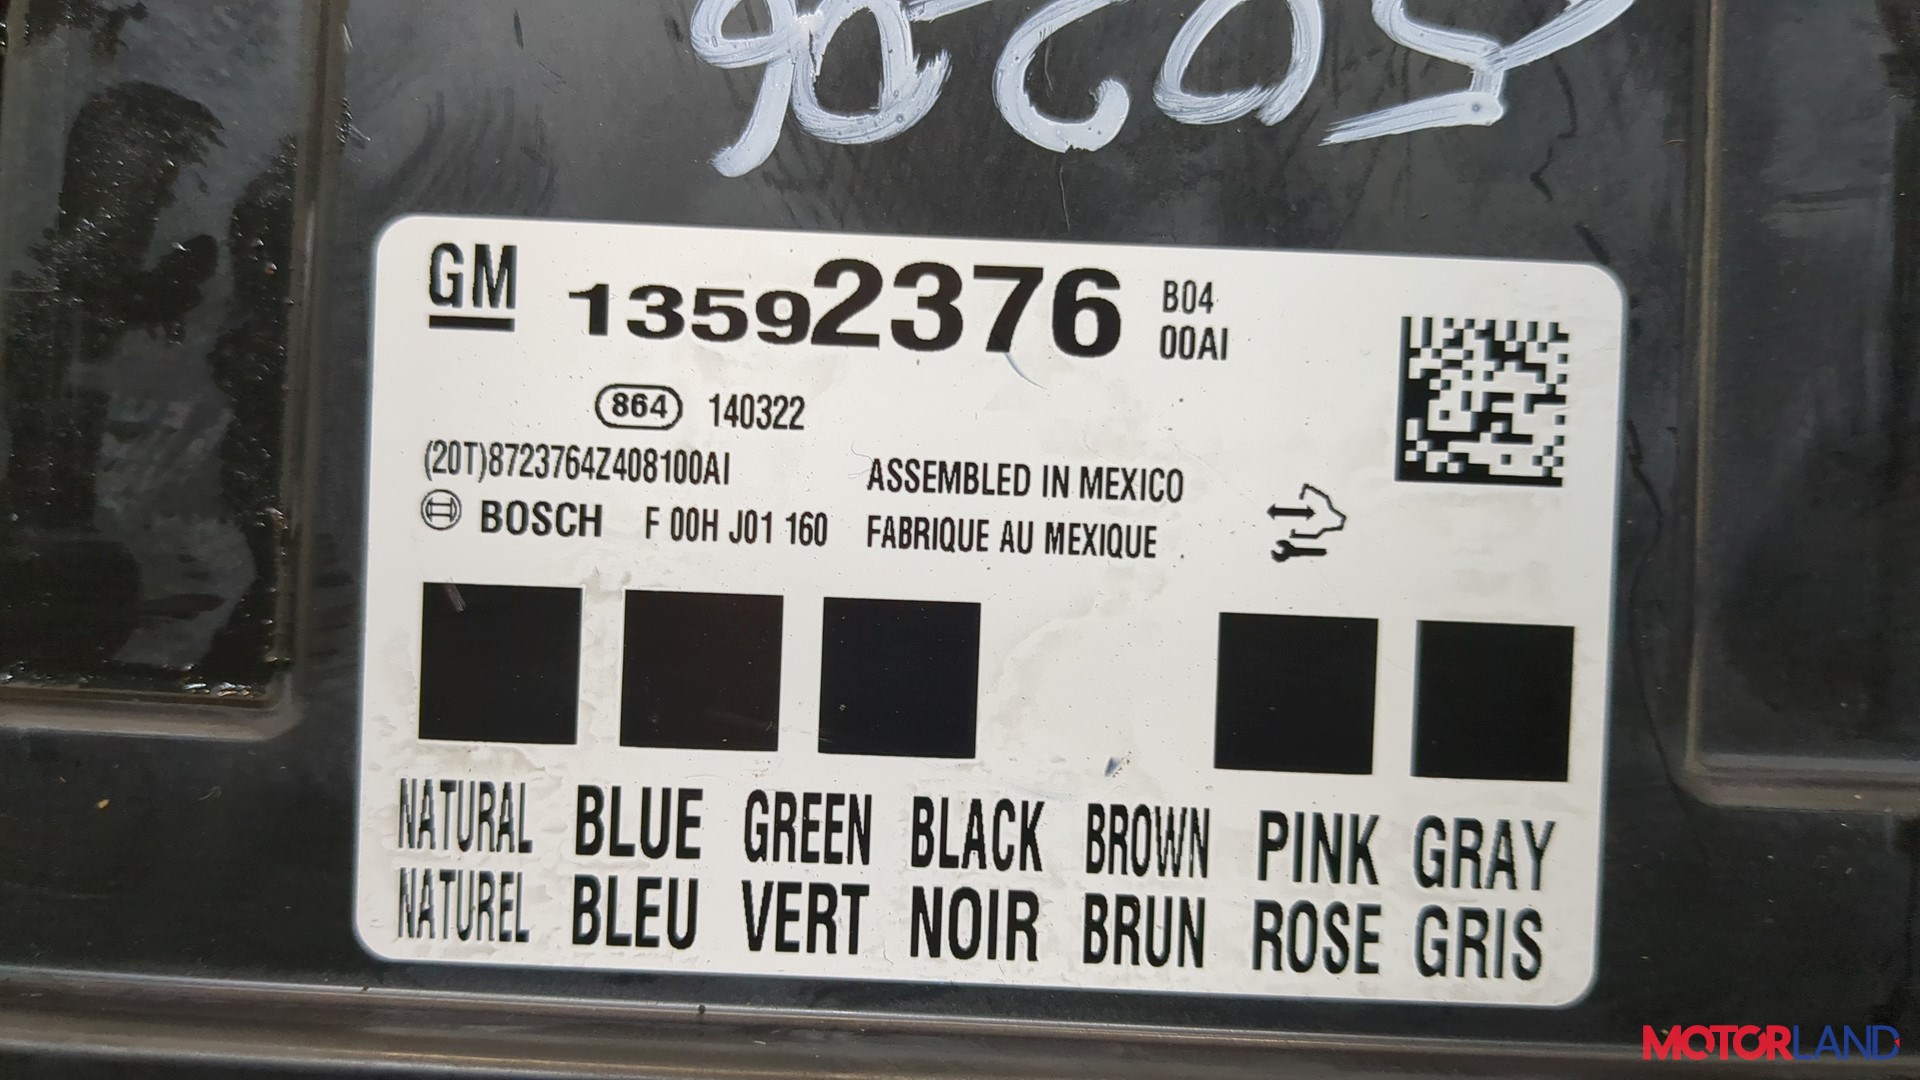 GM 13592376 B04
00AI
864 140322
(20T)8723764Z408100AI
ASSEMBLED IN MEXICO
BOSCH F 00H J01 160
FABRIQUE AU MEXIQUE
NATURAL BLUE GREEN BLACK BROWN PINK GRAY
NATUREL BLEU VERT NOIR BRUN ROSE GRIS
MOTORLAND